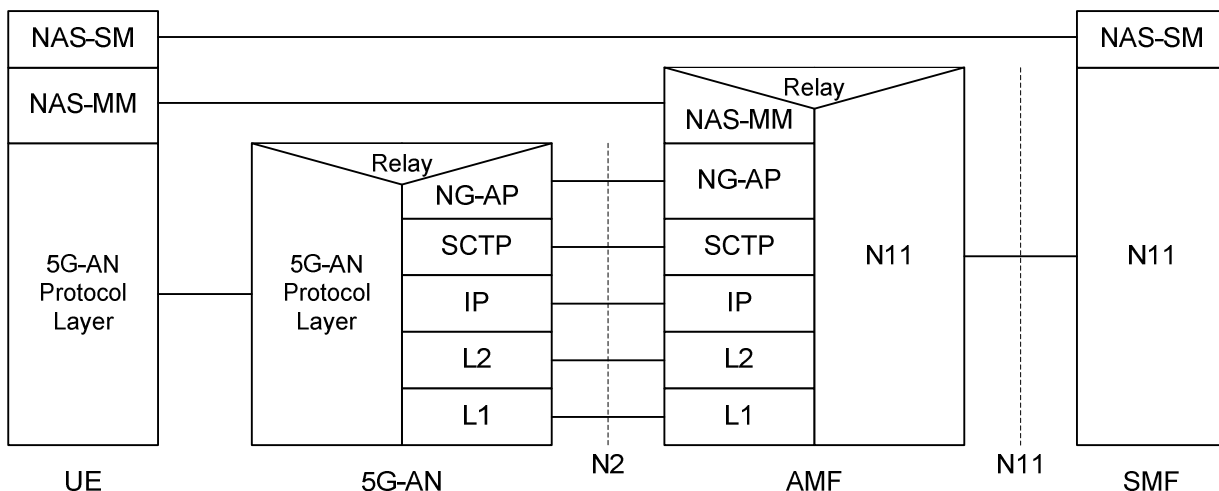 NAS-SM
NAS-SM
NAS-MM
Relay
NAS-MM
Relay
NG-AP
NG-AP
SCTP
SCTP
N11
N11
5G-AN
Protocol
Layer
5G-AN
Protocol
Layer
IP
IP
L2
L2
L1
L1
N2
N11
UE
5G-AN
AMF
SMF